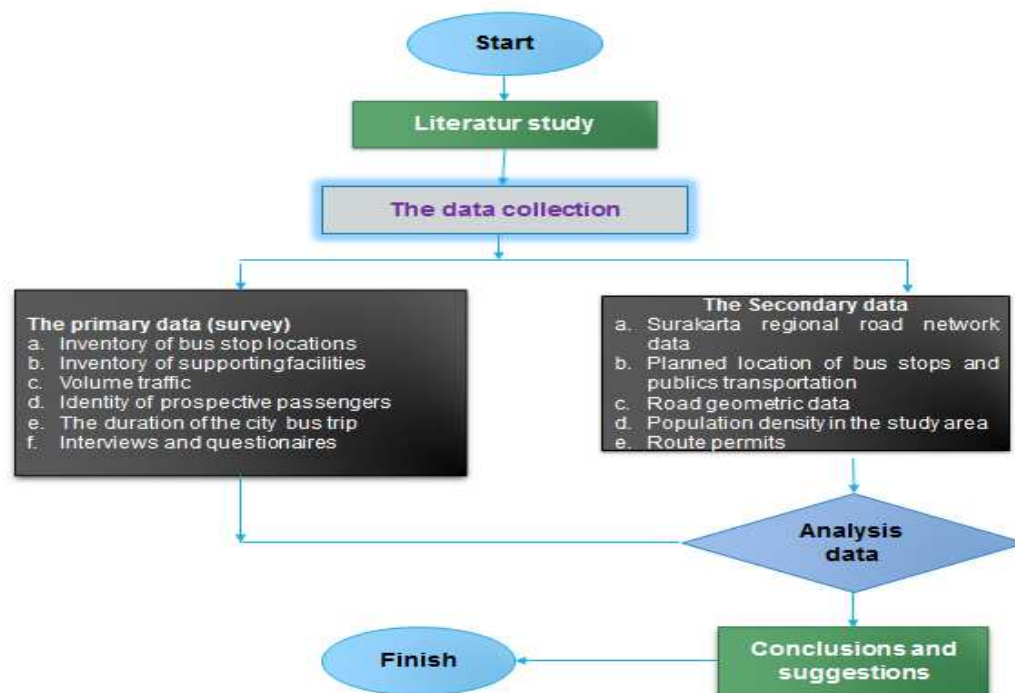 Start
Literatur study
The data collection
The primary data (survey)
a. Inventory of bus stop locations
b. Inventory of supporting facilities
c. Volume traffic
d. Identity of prospective passengers
e. The duration of the city bus trip
f. Interviews and questionaires
The Secondary data
a. Surakarta regional road network
data
b. Planned location of bus stops and
publics transportation
c. Road geometric data
d. Population density in the study area
e. Route permits
Analysis
data
Conclusions and
suggestions
Finish